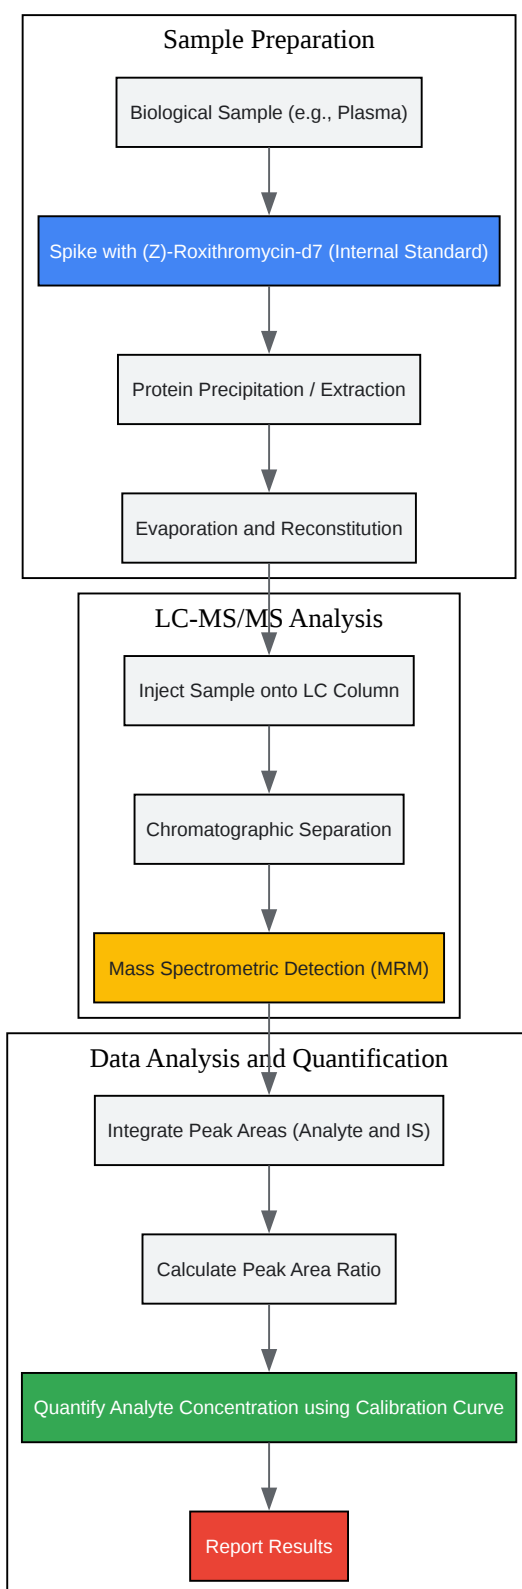 Sample Preparation
Biological Sample (e.g., Plasma)
Spike with (Z)-Roxithromycin-d7 (Internal Standard)
Protein Precipitation / Extraction
Evaporation and Reconstitution
LC-MS/MS Analysis
Inject Sample onto LC Column
Chromatographic Separation
Mass Spectrometric Detection (MRM)
Data Analysis and Quantification
Integrate Peak Areas (Analyte and IS)
Calculate Peak Area Ratio
Quantify Analyte Concentration using Calibration Curve
Report Results